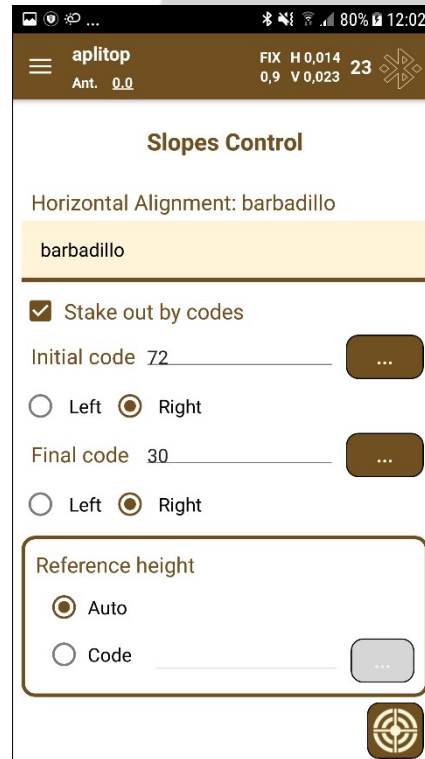 ... 80% 12:02
aplitop FIX H 0,014 23
Ant. 0.0 0,9 V 0,023
Slopes Control
Horizontal Alignment: barbadillo
barbadillo
Stake out by codes
Initial code 72 ...
Left Right
Final code 30 ...
Left Right
Reference height
Auto
Code ...